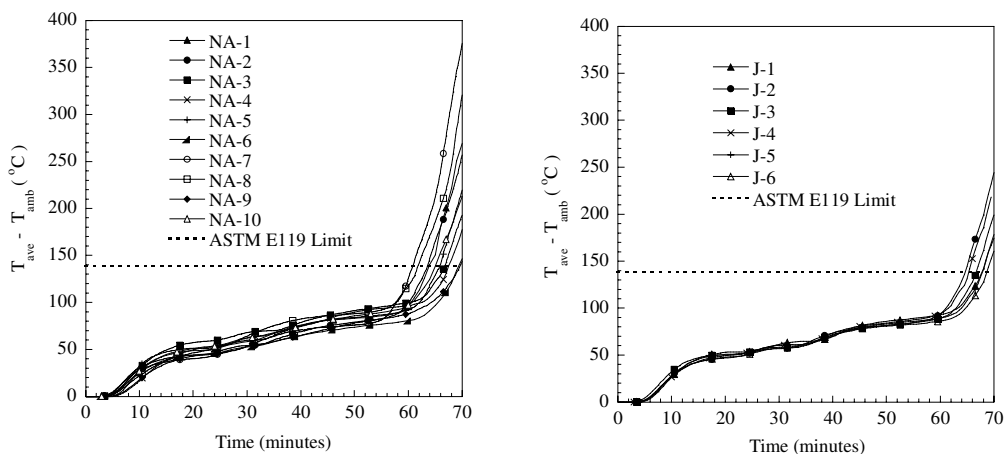 400
350
300
250
200
150
100
50
0
T_ave - T_amb (°C)
NA-1
NA-2
NA-3
NA-4
NA-5
NA-6
NA-7
NA-8
NA-9
NA-10
ASTM E119 Limit
0 10 20 30 40 50 60 70
Time (minutes)
400
350
300
250
200
150
100
50
0
T_ave - T_amb (°C)
J-1
J-2
J-3
J-4
J-5
J-6
ASTM E119 Limit
0 10 20 30 40 50 60 70
Time (minutes)